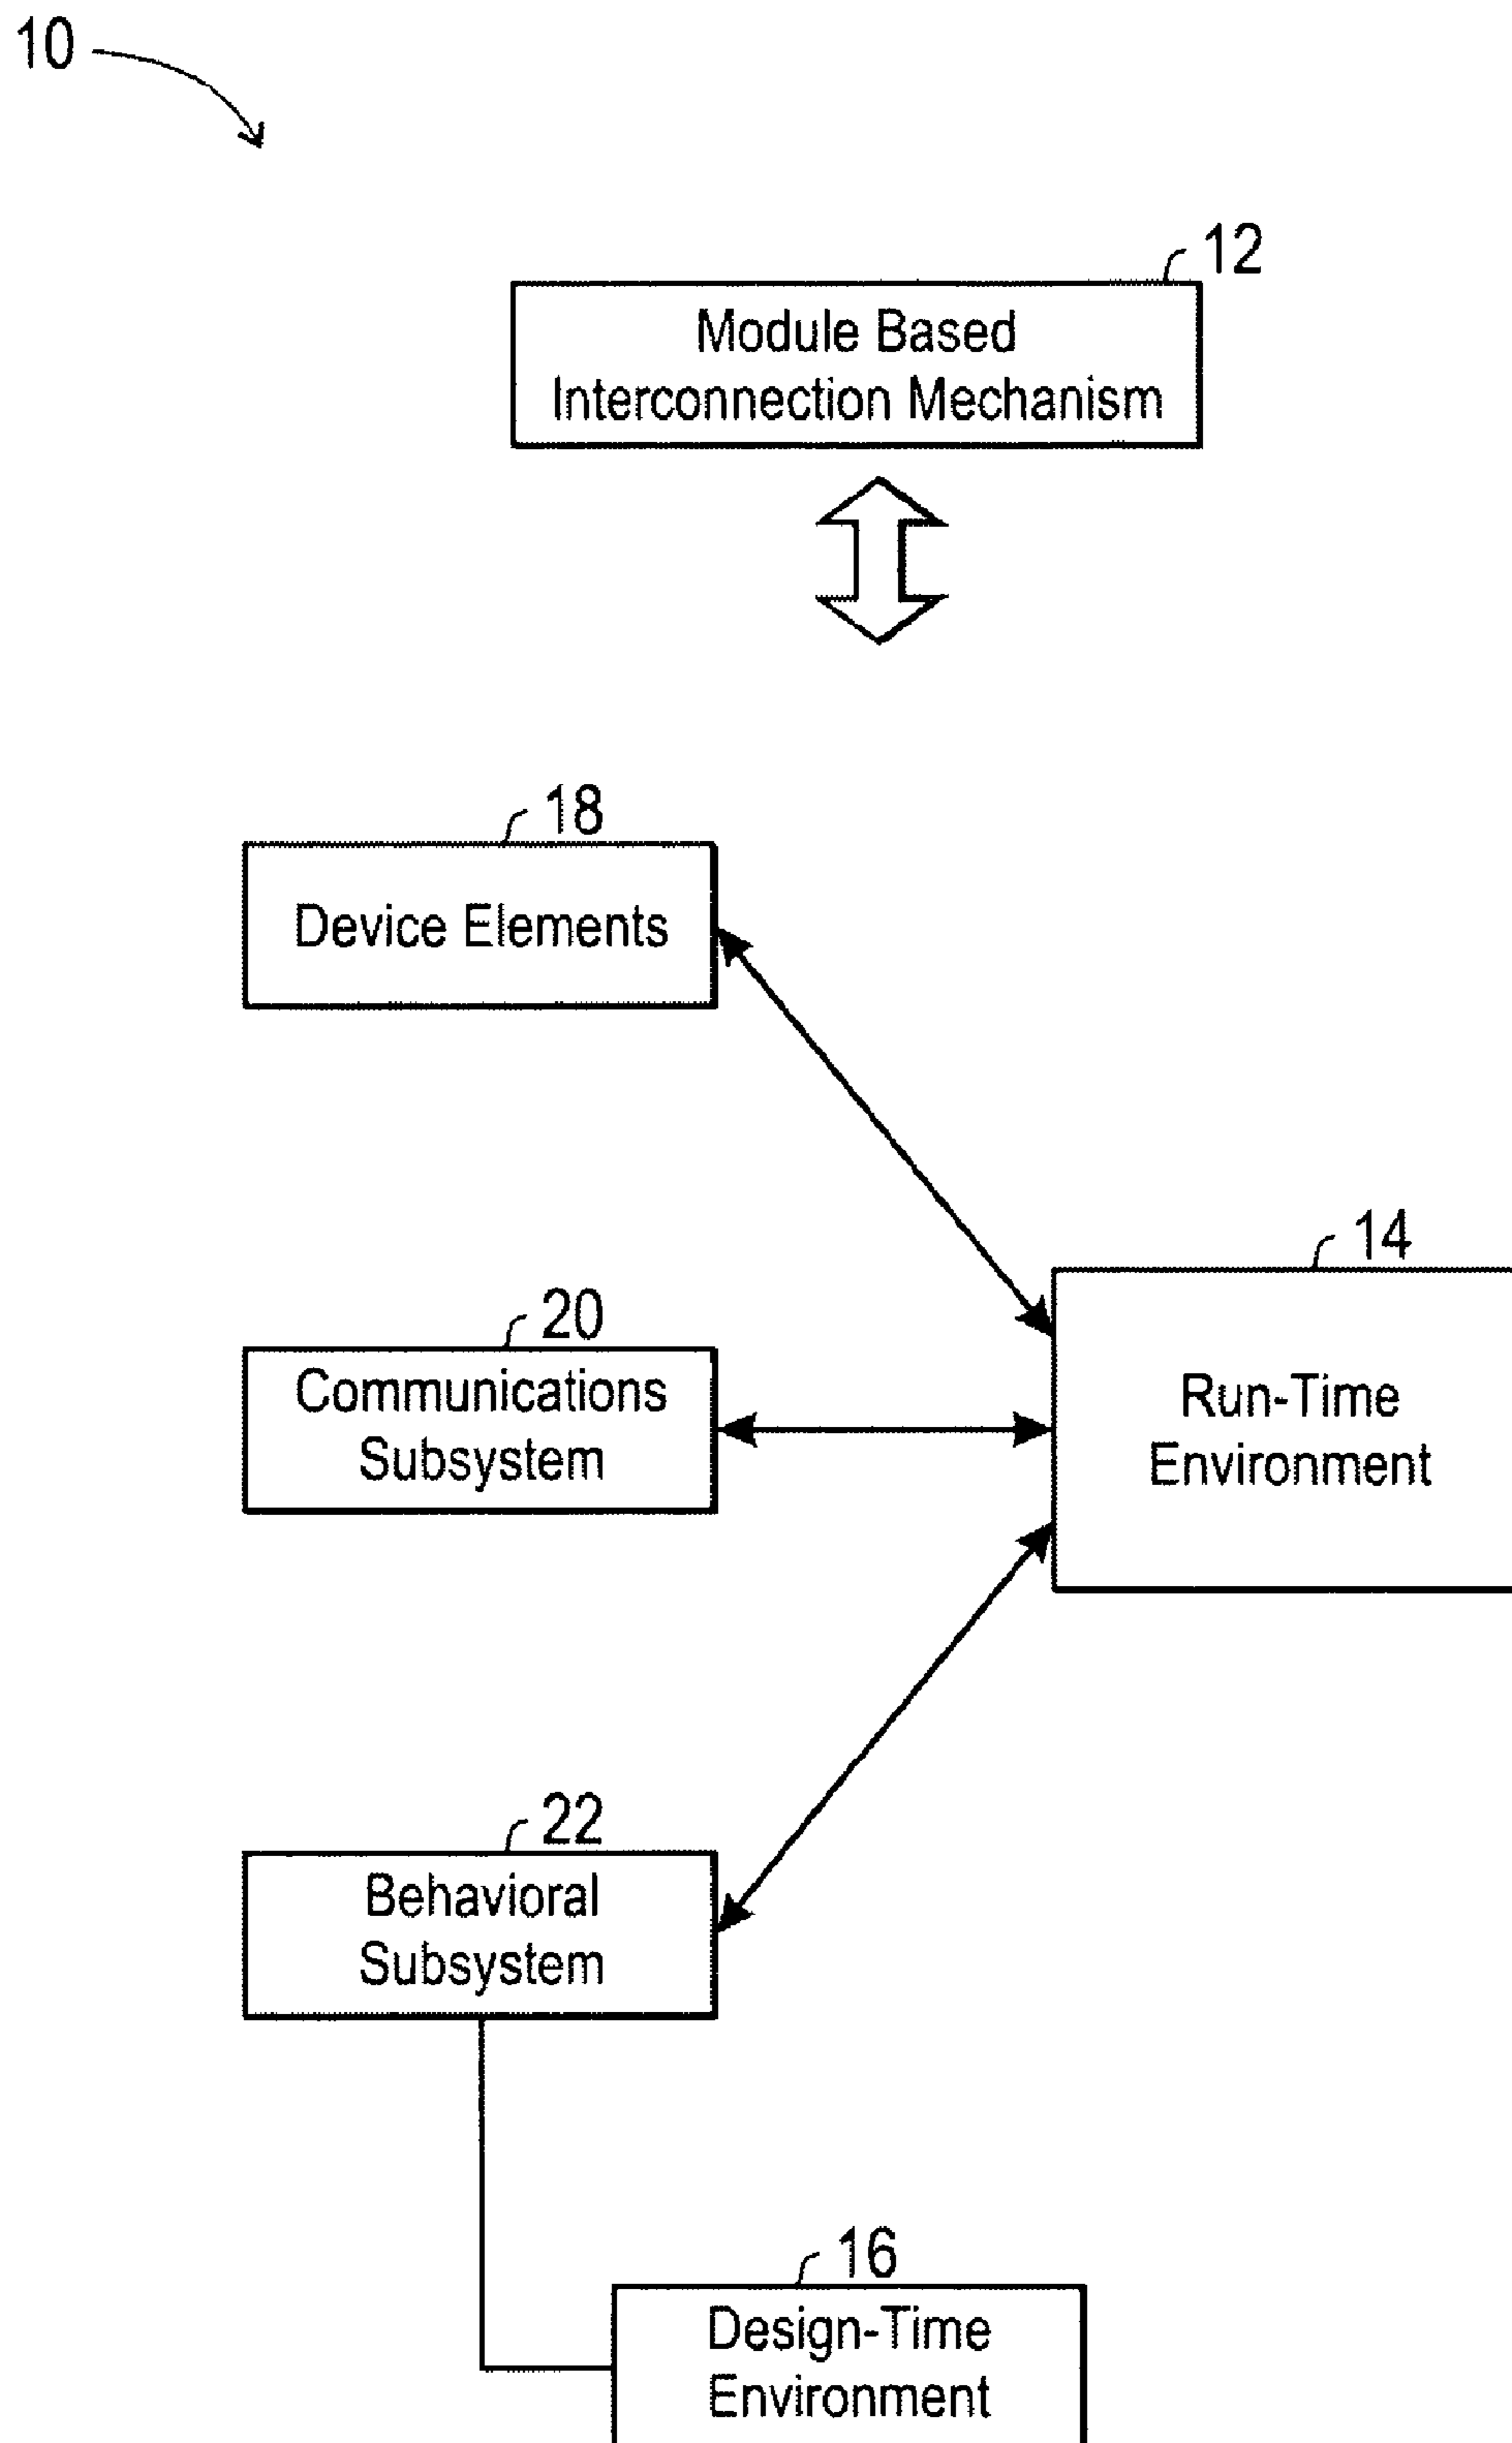 10
12
Module Based
Interconnection Mechanism
18
Device Elements
14
Run-Time
Environment
20
Communications
Subsystem
22
Behavioral
Subsystem
16
Design-Time
Environment